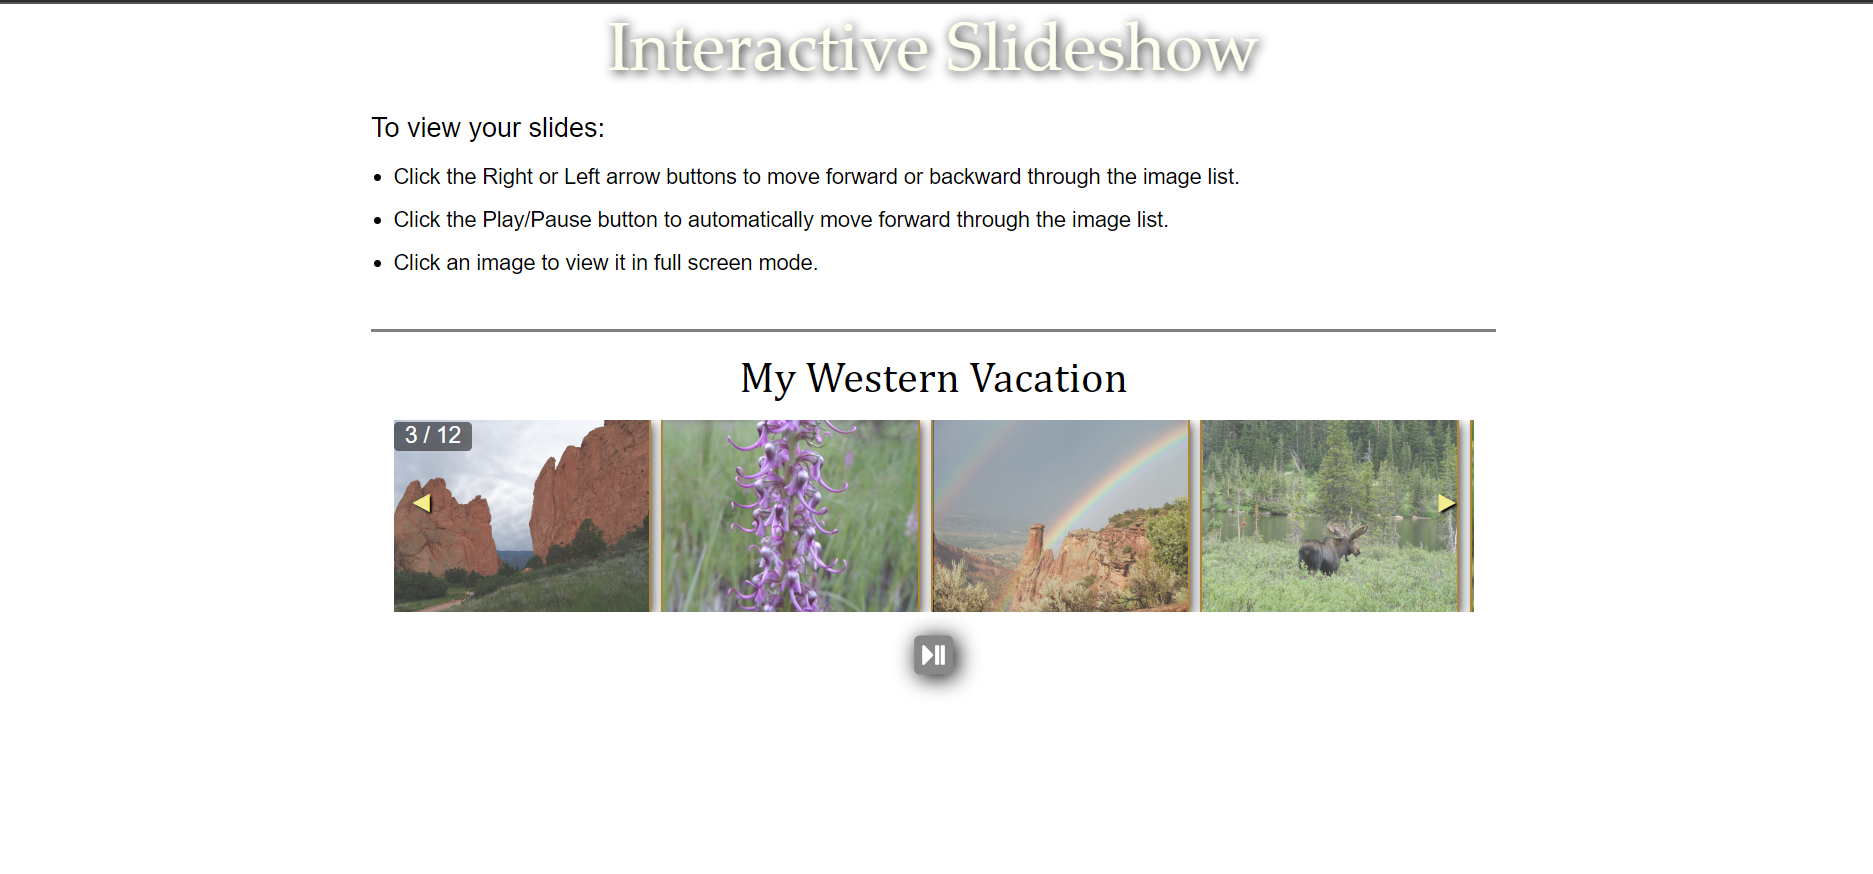 Interactive Slideshow
To view your slides:
Click the Right or Left arrow buttons to move forward or backward through the image list.
Click the Play/Pause button to automatically move forward through the image list.
Click an image to view it in full screen mode.
My Western Vacation
3 / 12